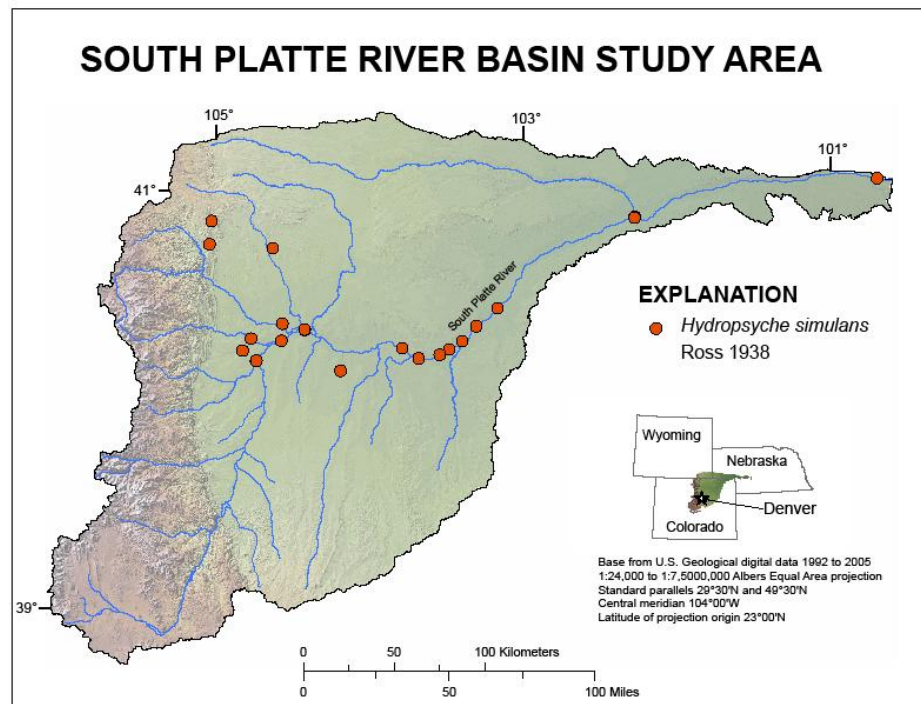 SOUTH PLATTE RIVER BASIN STUDY AREA
105°
103°
101°
41°
South Platte River
EXPLANATION
Hydropsyche simulans
Ross 1938
Wyoming
Nebraska
Denver
Colorado
Base from U.S. Geological digital data 1992 to 2005
1:24,000 to 1:7,5000,000 Albers Equal Area projection
Standard parallels 29°30'N and 49°30'N
Central meridian 104°00'W
Latitude of projection origin 23°00'N
39°
0 50 100 Kilometers
0 50 100 Miles